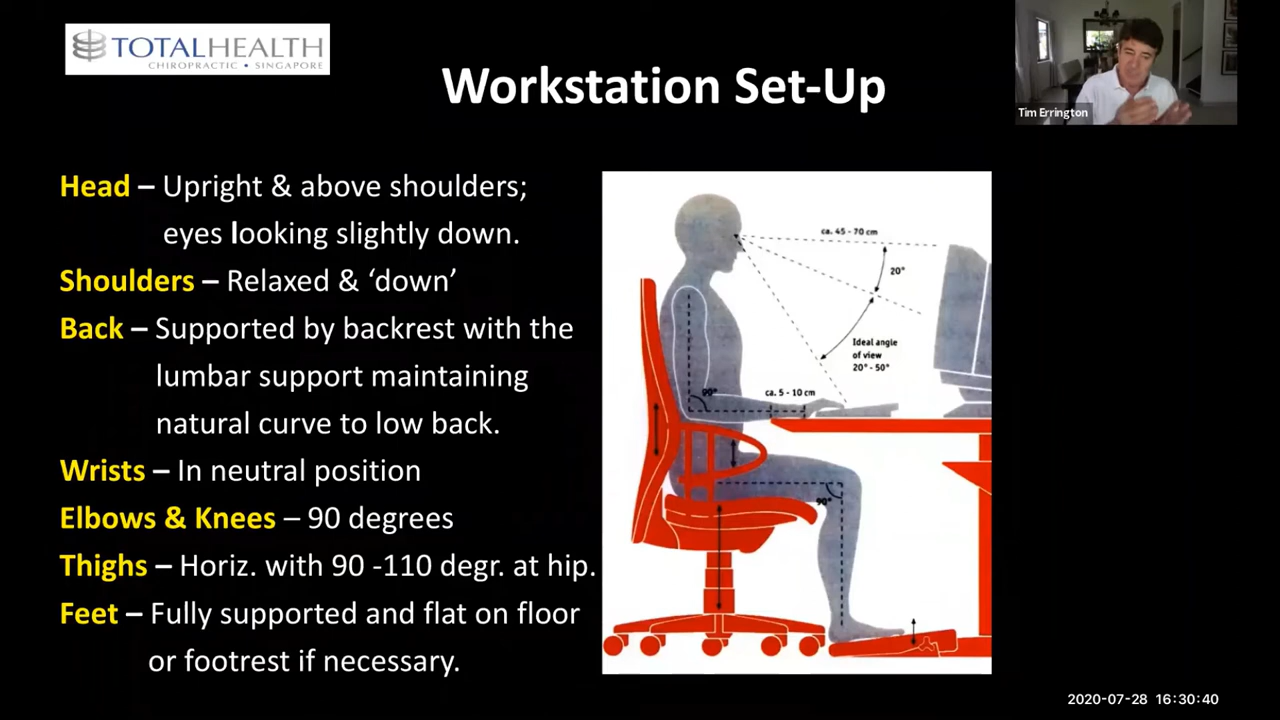 TOTALHEALTH
CHIROPRACTIC • SINGAPORE
Workstation Set-Up
Tim Errington
Head – Upright & above shoulders;
eyes looking slightly down.
Shoulders – Relaxed & ‘down’
Back – Supported by backrest with the
lumbar support maintaining
natural curve to low back.
Wrists – In neutral position
Elbows & Knees – 90 degrees
Thighs – Horiz. with 90 -110 degr. at hip.
Feet – Fully supported and flat on floor
or footrest if necessary.
ca. 45 - 70 cm
20°
Ideal angle
of view
20° - 50°
90°
ca. 5 - 10 cm
90°
2020-07-28 16:30:40